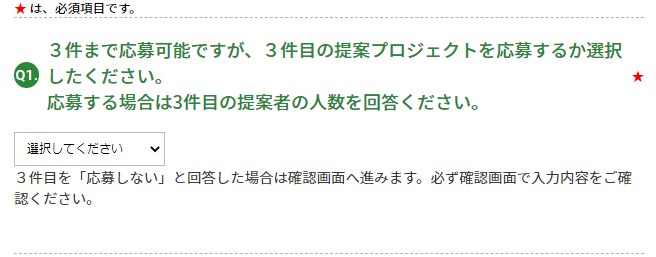 ★ は、必須項目です。
Q1.
３件まで応募可能ですが、３件目の提案プロジェクトを応募するか選択
したください。
応募する場合は3件目の提案者の人数を回答ください。
★
選択してください
３件目を「応募しない」と回答した場合は確認画面へ進みます。必ず確認画面で入力内容をご確
認ください。